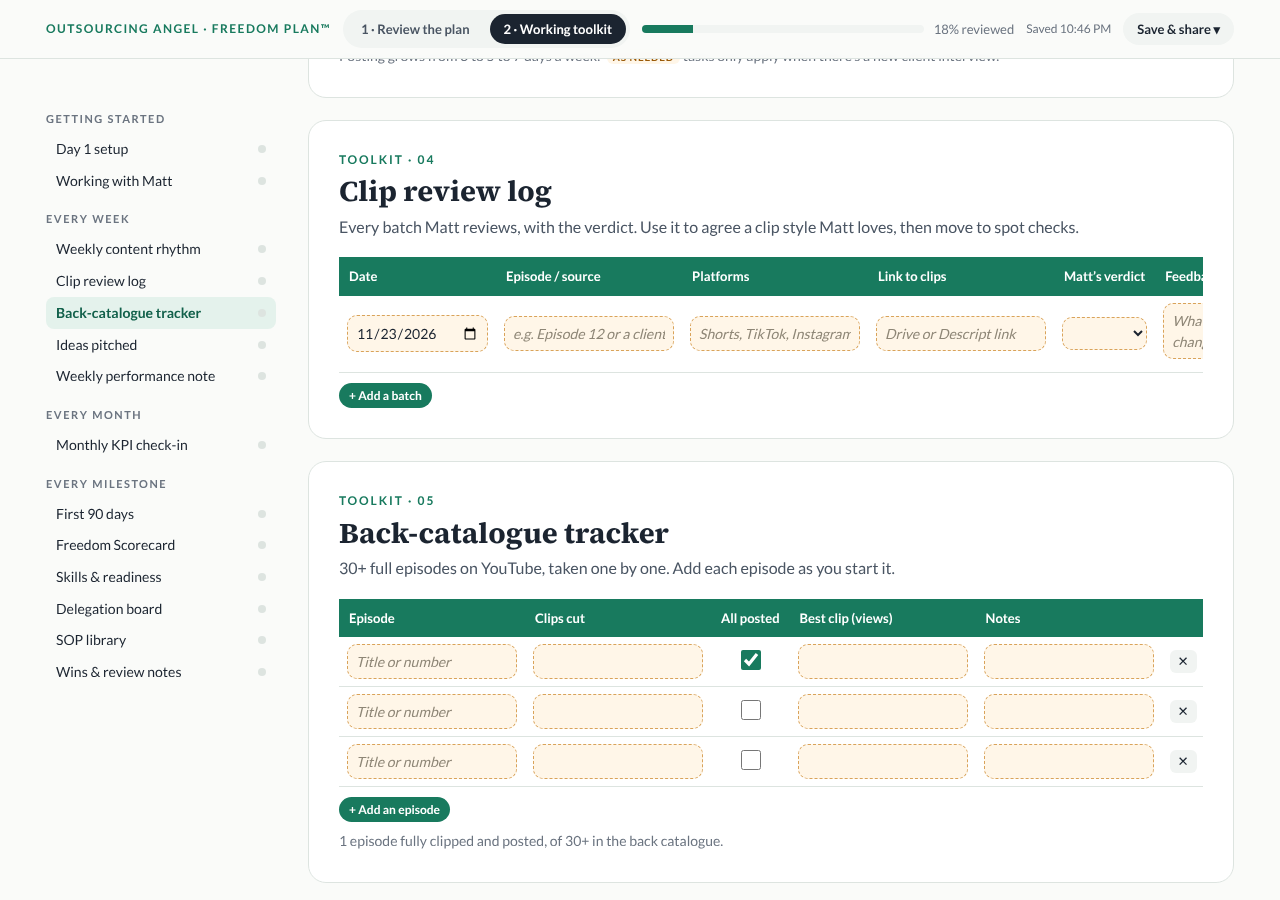 OUTSOURCING ANGEL · FREEDOM PLAN™
1 · Review the plan
2 · Working toolkit
18% reviewed
Saved 10:46 PM
Save & share ▾
GETTING STARTED
Day 1 setup
Working with Matt
EVERY WEEK
Weekly content rhythm
Clip review log
Back-catalogue tracker
Ideas pitched
Weekly performance note
EVERY MONTH
Monthly KPI check-in
EVERY MILESTONE
First 90 days
Freedom Scorecard
Skills & readiness
Delegation board
SOP library
Wins & review notes
TOOLKIT · 04
Clip review log
Every batch Matt reviews, with the verdict. Use it to agree a clip style Matt loves, then move to spot checks.
Date Episode / source Platforms Link to clips Matt's verdict Feedba
11/23/2026 e.g. Episode 12 or a client Shorts, TikTok, Instagram Drive or Descript link Wha
chang
+ Add a batch
TOOLKIT · 05
Back-catalogue tracker
30+ full episodes on YouTube, taken one by one. Add each episode as you start it.
Episode Clips cut All posted Best clip (views) Notes
Title or number ✕
Title or number ✕
Title or number ✕
+ Add an episode
1 episode fully clipped and posted, of 30+ in the back catalogue.